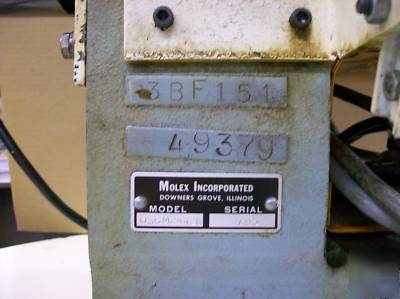 3BF151
49379
MOLEX INCORPORATED
DOWNERS GROVE, ILLINOIS
MODEL SERIAL